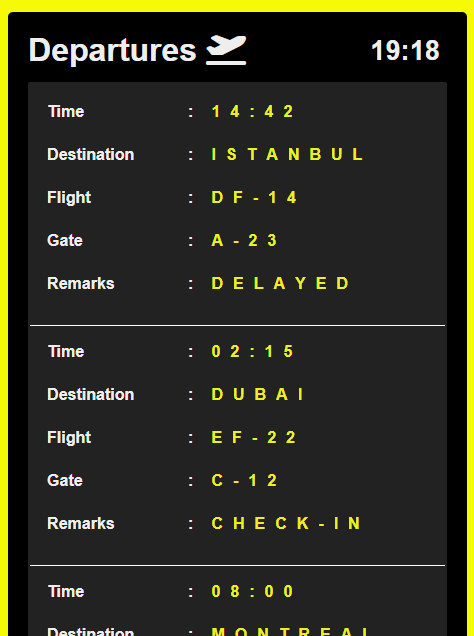 Departures 19:18
Time : 14:42
Destination : ISTANBUL
Flight : DF-14
Gate : A-23
Remarks : DELAYED
Time : 02:15
Destination : DUBAI
Flight : EF-22
Gate : C-12
Remarks : CHECK-IN
Time : 08:00
Destination : MONTREAL